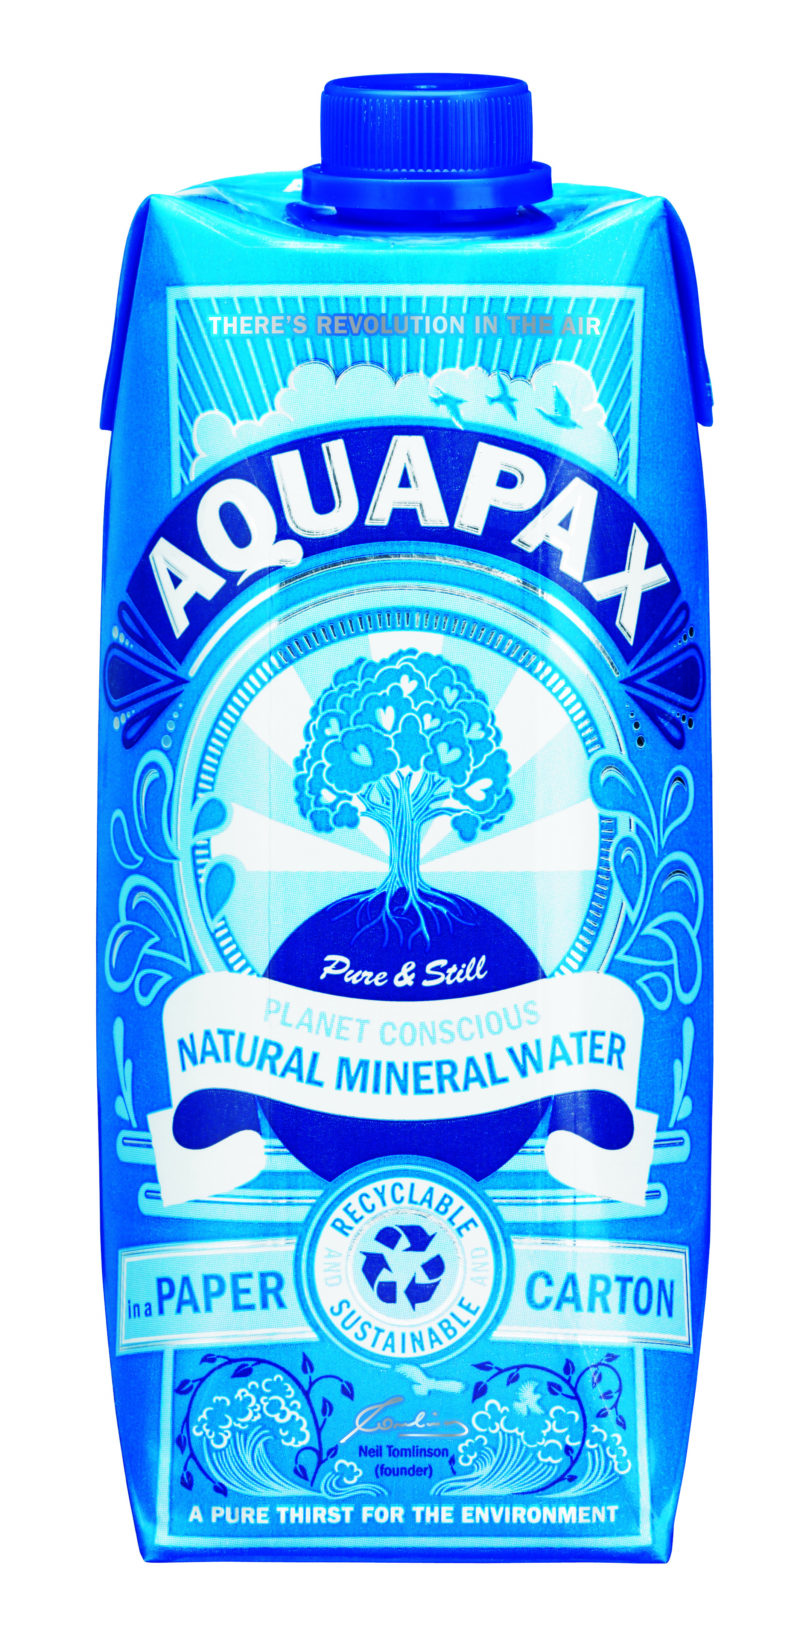 THERE'S REVOLUTION IN THE AIR
AQUAPAX
Pure & Still
PLANET CONSCIOUS
NATURAL MINERAL WATER
RECYCLABLE
AND
AND
SUSTAINABLE
in a PAPER
CARTON
Neil Tomlinson
(founder)
A PURE THIRST FOR THE ENVIRONMENT